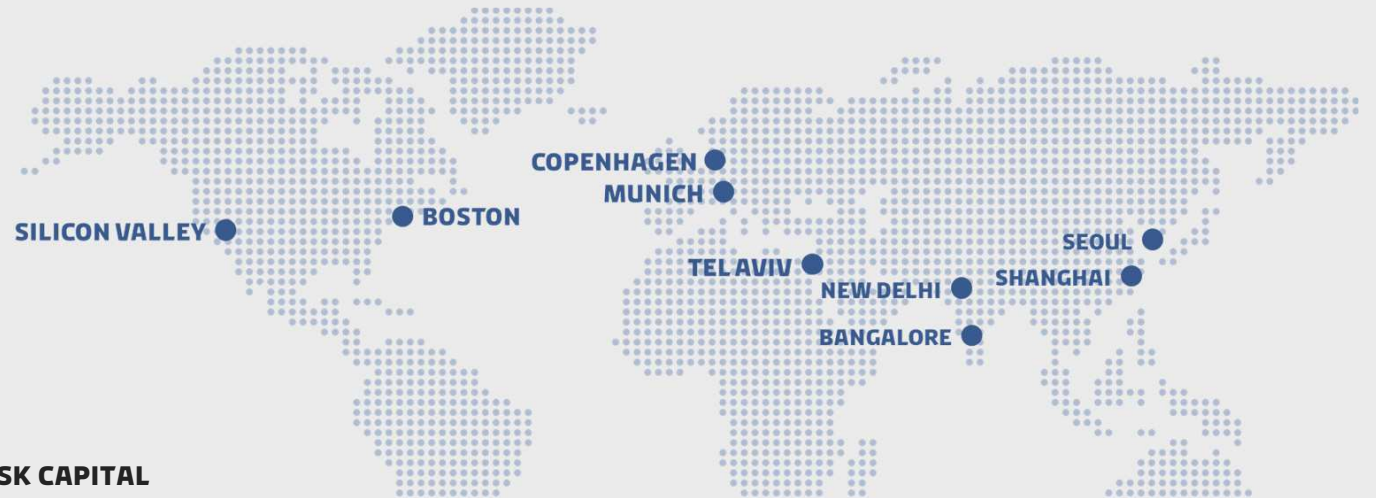 COPENHAGEN
MUNICH
BOSTON
SILICON VALLEY
SEOUL
TEL AVIV
SHANGHAI
NEW DELHI
BANGALORE
SK CAPITAL